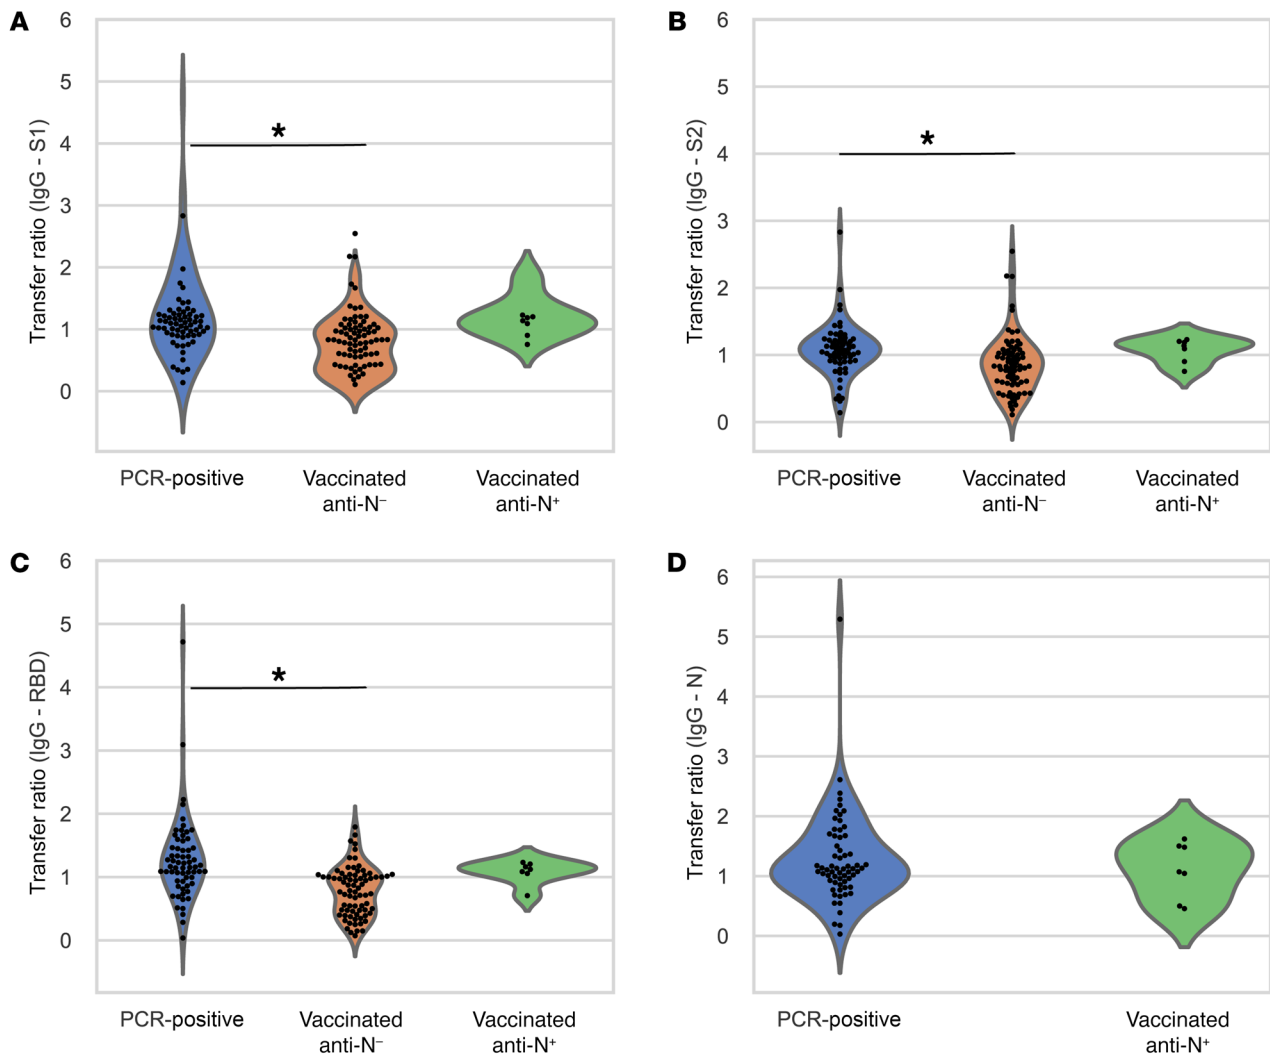 A
Transfer ratio (IgG - S1)
6
5
4
3
2
1
0
*
PCR-positive
Vaccinated
anti-N⁻
Vaccinated
anti-N⁺
B
Transfer ratio (IgG - S2)
6
5
4
3
2
1
0
*
PCR-positive
Vaccinated
anti-N⁻
Vaccinated
anti-N⁺
C
Transfer ratio (IgG - RBD)
6
5
4
3
2
1
0
*
PCR-positive
Vaccinated
anti-N⁻
Vaccinated
anti-N⁺
D
Transfer ratio (IgG - N)
6
5
4
3
2
1
0
PCR-positive
Vaccinated
anti-N⁺